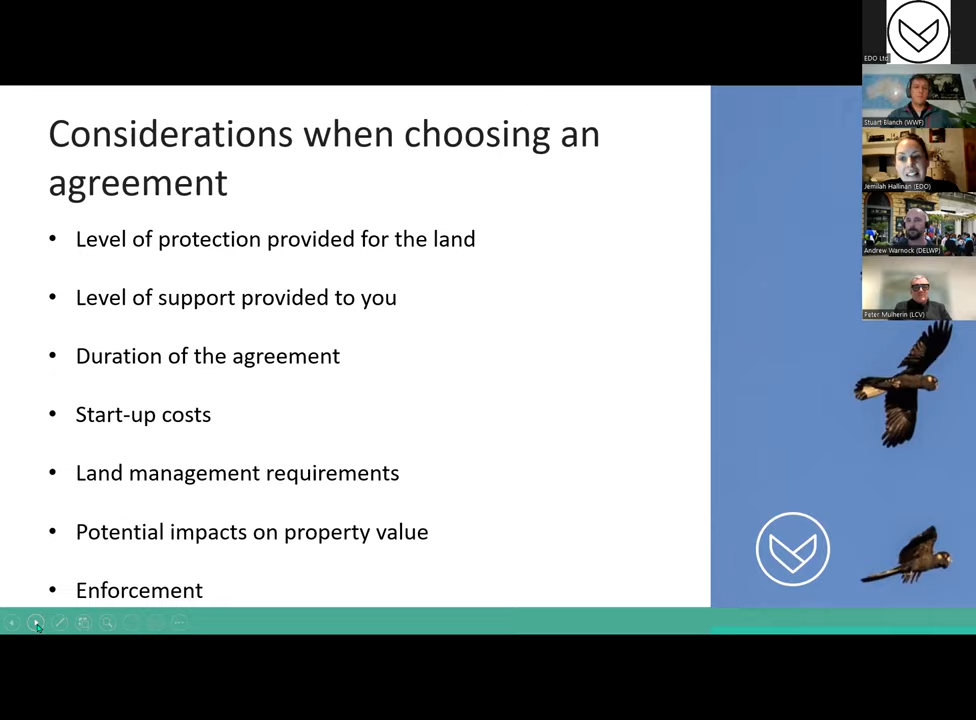 Considerations when choosing an
agreement
• Level of protection provided for the land
• Level of support provided to you
• Duration of the agreement
• Start-up costs
• Land management requirements
• Potential impacts on property value
• Enforcement
EDO Ltd
Stuart Blanch (WWF)
Jemilah Hallinan (EDO)
Andrew Warnock (DELWP)
Peter Mulherin (LCV)